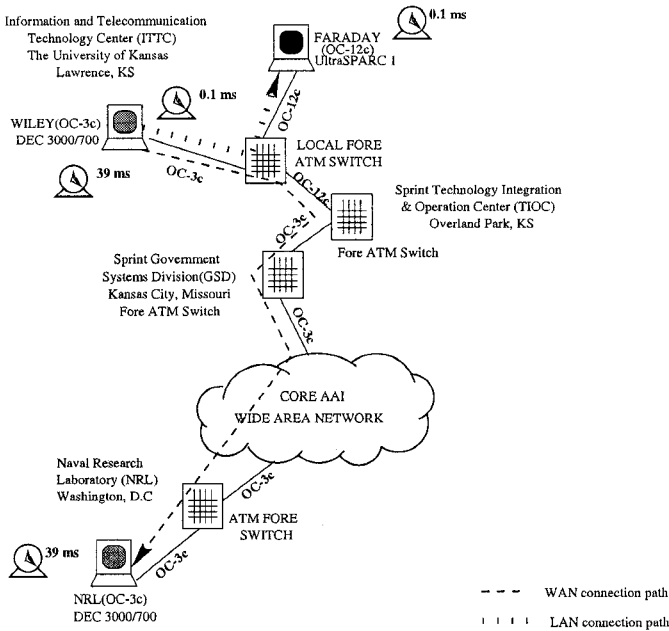 Information and Telecommunication
Technology Center (ITTC)
The University of Kansas
Lawrence, KS
0.1 ms
FARADAY
(OC-12c)
UltraSPARC 1
0.1 ms
OC-12c
WILEY(OC-3c)
DEC 3000/700
LOCAL FORE
ATM SWITCH
39 ms
OC-3c
OC-12c
Sprint Technology Integration
& Operation Center (TIOC)
Overland Park, KS
OC-3c
Fore ATM Switch
Sprint Government
Systems Division(GSD)
Kansas City, Missouri
Fore ATM Switch
OC-3c
CORE AAI
WIDE AREA NETWORK
Naval Research
Laboratory (NRL)
Washington, D.C
OC-3c
ATM FORE
SWITCH
39 ms
OC-3c
NRL(OC-3c)
DEC 3000/700
WAN connection path
LAN connection path